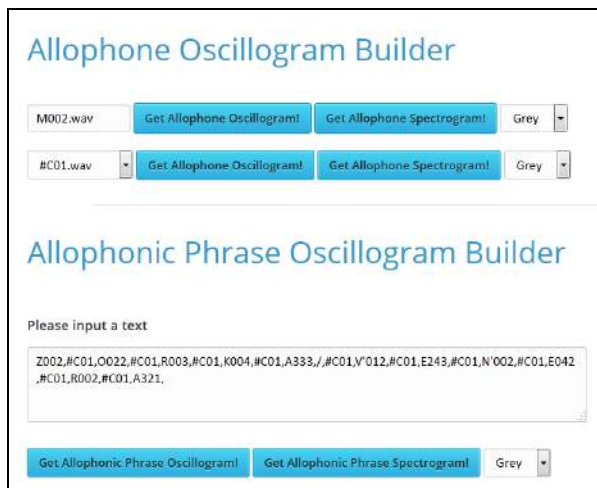 Allophone Oscillogram Builder
M002.wav Get Allophone Oscillogram! Get Allophone Spectrogram! Grey
#C01.wav Get Allophone Oscillogram! Get Allophone Spectrogram! Grey
Allophonic Phrase Oscillogram Builder
Please input a text
Z002,#C01,O022,#C01,R003,#C01,K004,#C01,A333,/,#C01,V'012,#C01,E243,#C01,N'002,#C01,E042
,#C01,R002,#C01,A321,
Get Allophonic Phrase Oscillogram! Get Allophonic Phrase Spectrogram! Grey